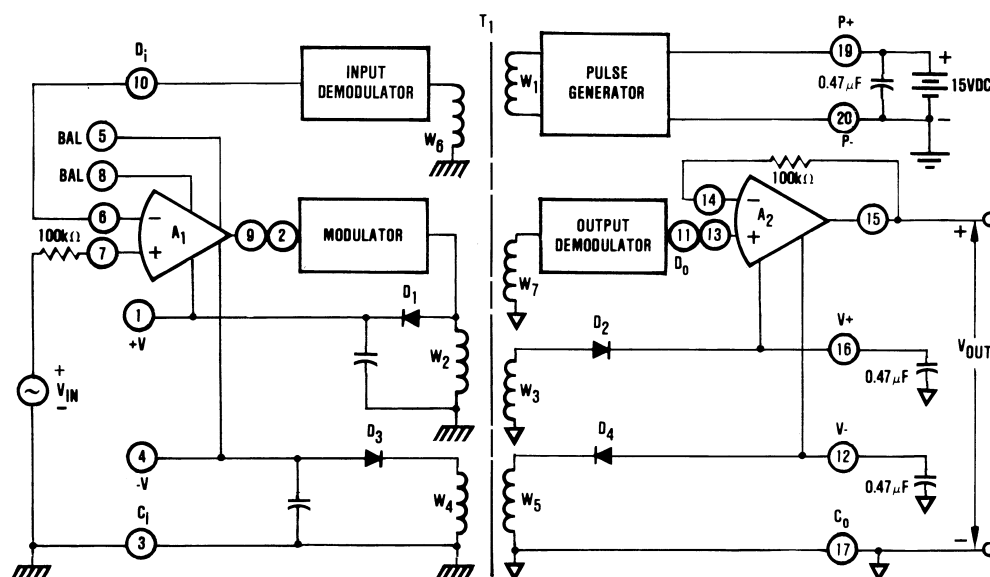 T1
Di
10
INPUT
DEMODULATOR
W6
BAL 5
BAL 8
6
100kΩ
7
−
+
A1
9
2
MODULATOR
1
+V
D1
W2
+
VIN
−
4
-V
D3
W4
CI
3
W1
PULSE
GENERATOR
P+
19
0.47µF
+
15VDC
−
20
P-
100kΩ
14
−
+
A2
15
OUTPUT
DEMODULATOR
11
13
DO
W7
D2
V+
16
0.47µF
W3
D4
V-
12
0.47µF
W5
CO
17
+
VOUT
−